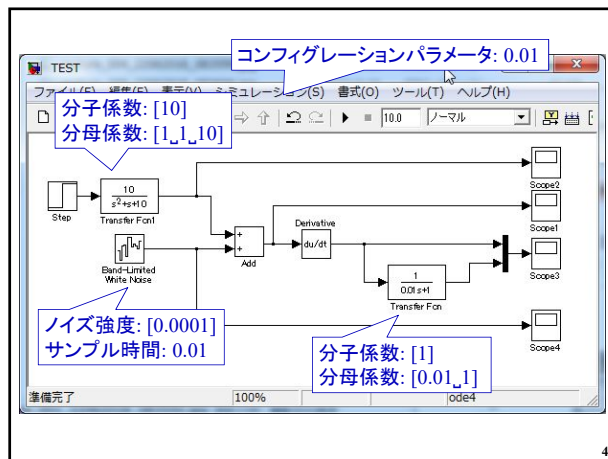 コンフィグレーションパラメータ: 0.01
TEST
ファイル(F) 編集(E) 表示(V) シミュレーション(S) 書式(O) ツール(T) ヘルプ(H)
分子係数: [10]
分母係数: [1␣1␣10]
10.0
ノーマル
Step
10
s²+s+10
Transfer Fcn1
Scope2
Band-Limited
White Noise
+
+
Add
Derivative
du/dt
Scope1
1
0.01s+1
Transfer Fcn
Scope3
Scope4
ノイズ強度: [0.0001]
サンプル時間: 0.01
分子係数: [1]
分母係数: [0.01␣1]
準備完了
100%
ode4
4